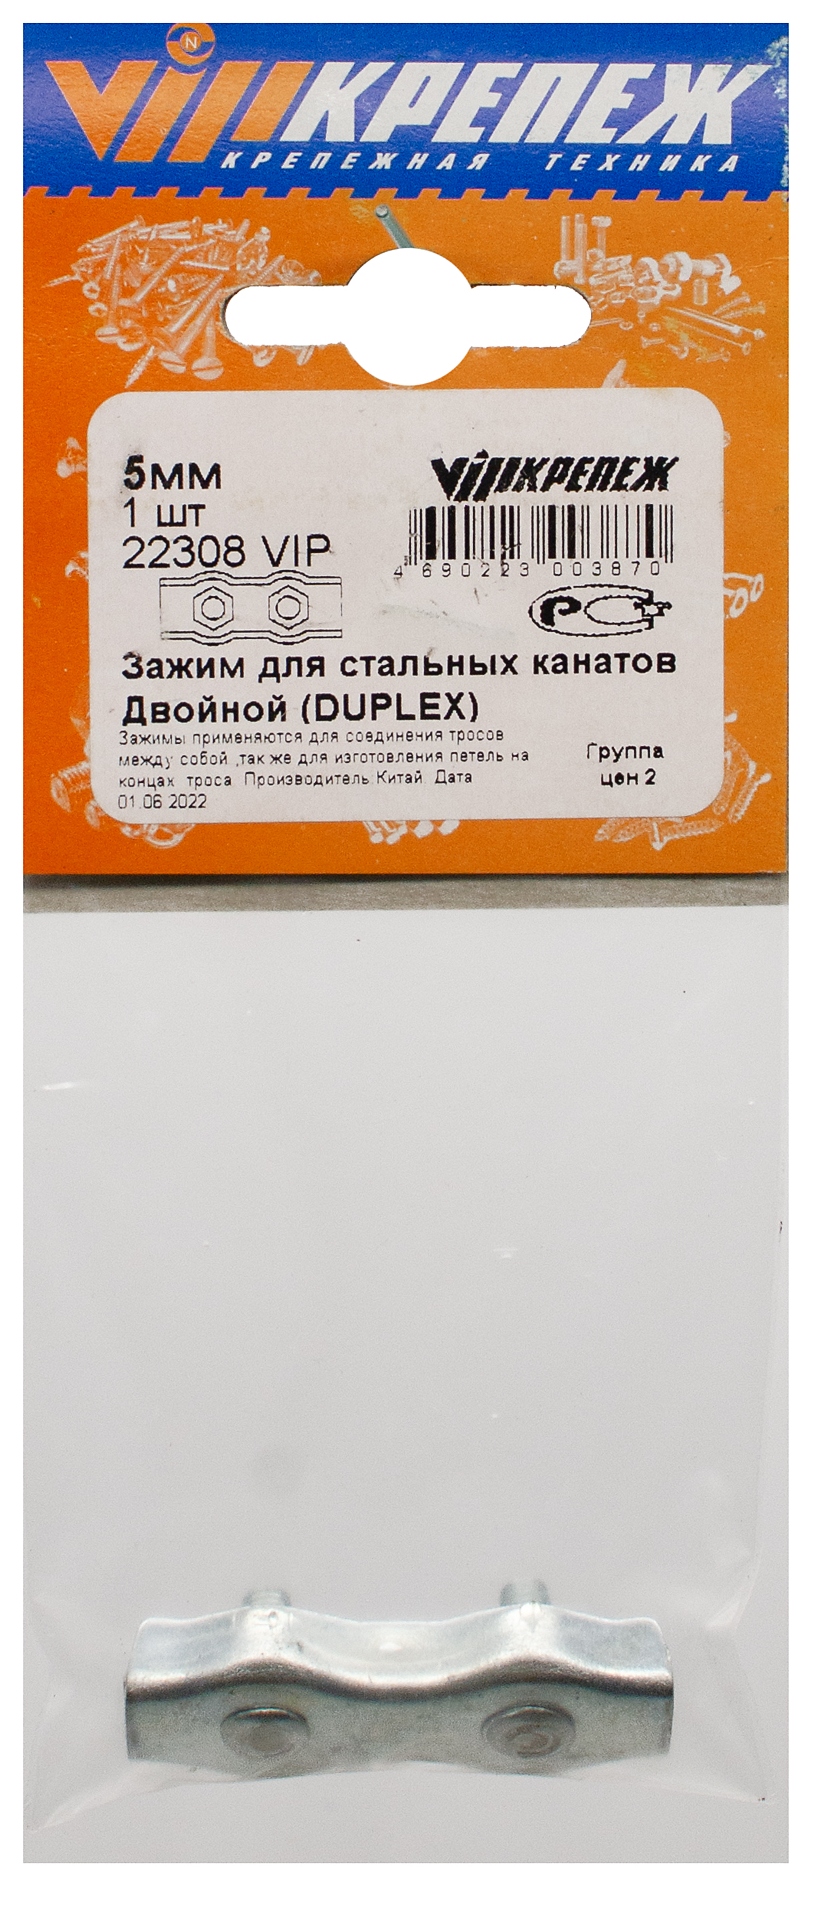 VIPКРЕПЕЖ
КРЕПЕЖНАЯ ТЕХНИКА
5мм
1 шт
22308 VIP
VIPКРЕПЕЖ
4 690223 003870
Зажим для стальных канатов
Двойной (DUPLEX)
Зажимы применяются для соединения тросов
между собой ,так же для изготовления петель на
концах троса Производитель:Китай Дата
01.06.2022
Группа
цен 2